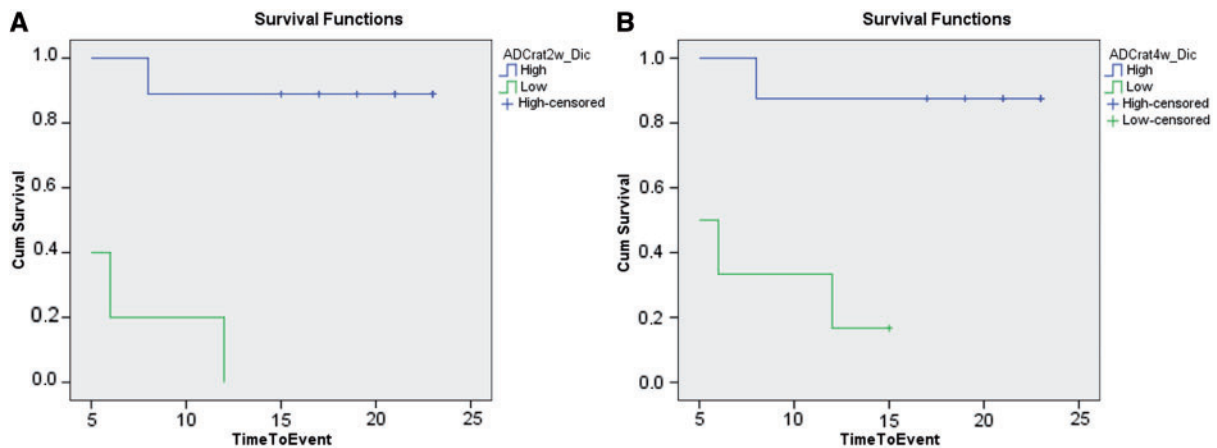 A
Survival Functions
Cum Survival
1.0
0.8
0.6
0.4
0.2
0.0
5
10
15
20
25
TimeToEvent
ADCrat2w_Dic
High
Low
High-censored
B
Survival Functions
Cum Survival
1.0
0.8
0.6
0.4
0.2
0.0
5
10
15
20
25
TimeToEvent
ADCrat4w_Dic
High
Low
High-censored
Low-censored